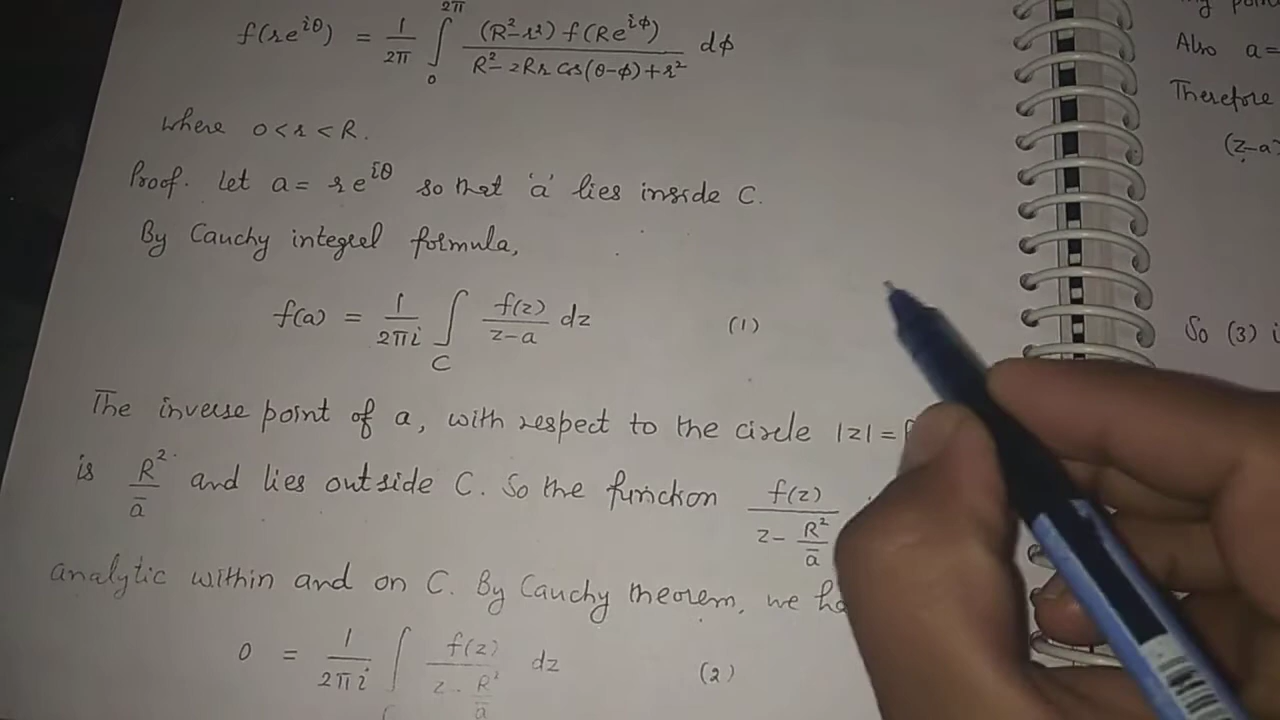 f(re^{iθ}) = 1/2π ∫_0^{2π} (R²-r²) f(Re^{iφ}) / R²-2Rr Cos(θ-φ)+r² dφ
where 0<r<R.
Proof. Let a = re^{iθ} so that 'a' lies inside C.
By Cauchy integral formula,
f(a) = 1/2πi ∫_C f(z)/z-a dz (1)
The inverse point of a, with respect to the circle |z| =
is R²/ā and lies outside C. So the function f(z)/z - R²/ā
analytic within and on C. By Cauchy theorem, we
0 = 1/2πi ∫ f(z)/z - R²/ā dz (2)
Also a =
Therefore
(z-a)
So (3)